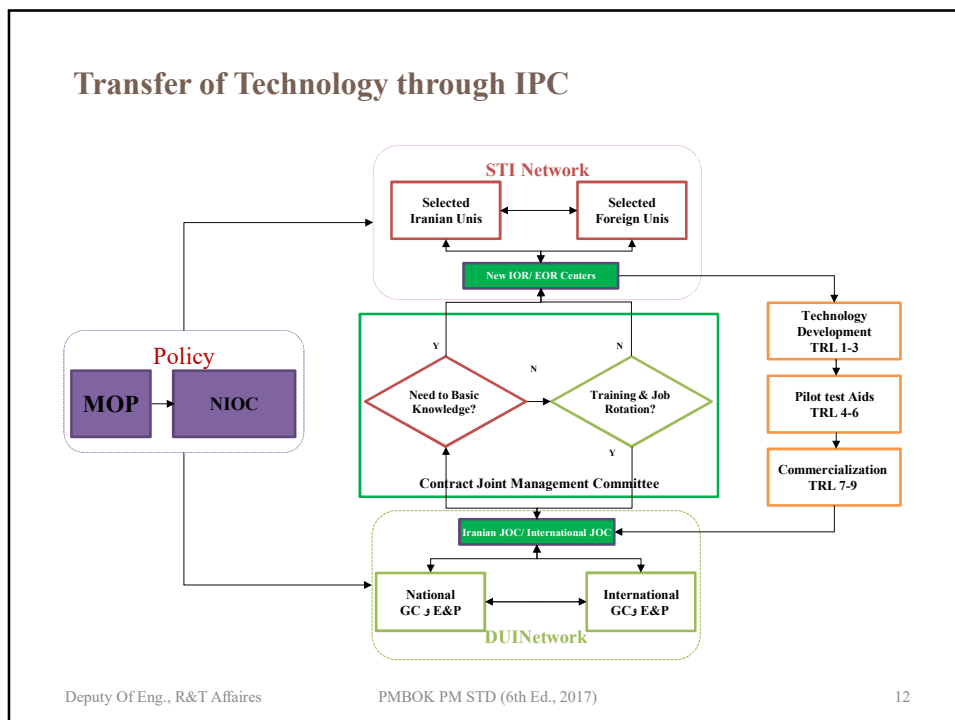 Transfer of Technology through IPC
STI Network
Selected
Iranian Unis
Selected
Foreign Unis
New IOR/ EOR Centers
Technology
Development
TRL 1-3
Y
N
Policy
MOP
NIOC
Need to Basic
Knowledge?
N
Training & Job
Rotation?
Pilot test Aids
TRL 4-6
Y
Contract Joint Management Committee
Commercialization
TRL 7-9
Iranian JOC/ International JOC
National
GC و E&P
International
GC و E&P
DUINetwork
Deputy Of Eng., R&T Affaires
PMBOK PM STD (6th Ed., 2017)
12